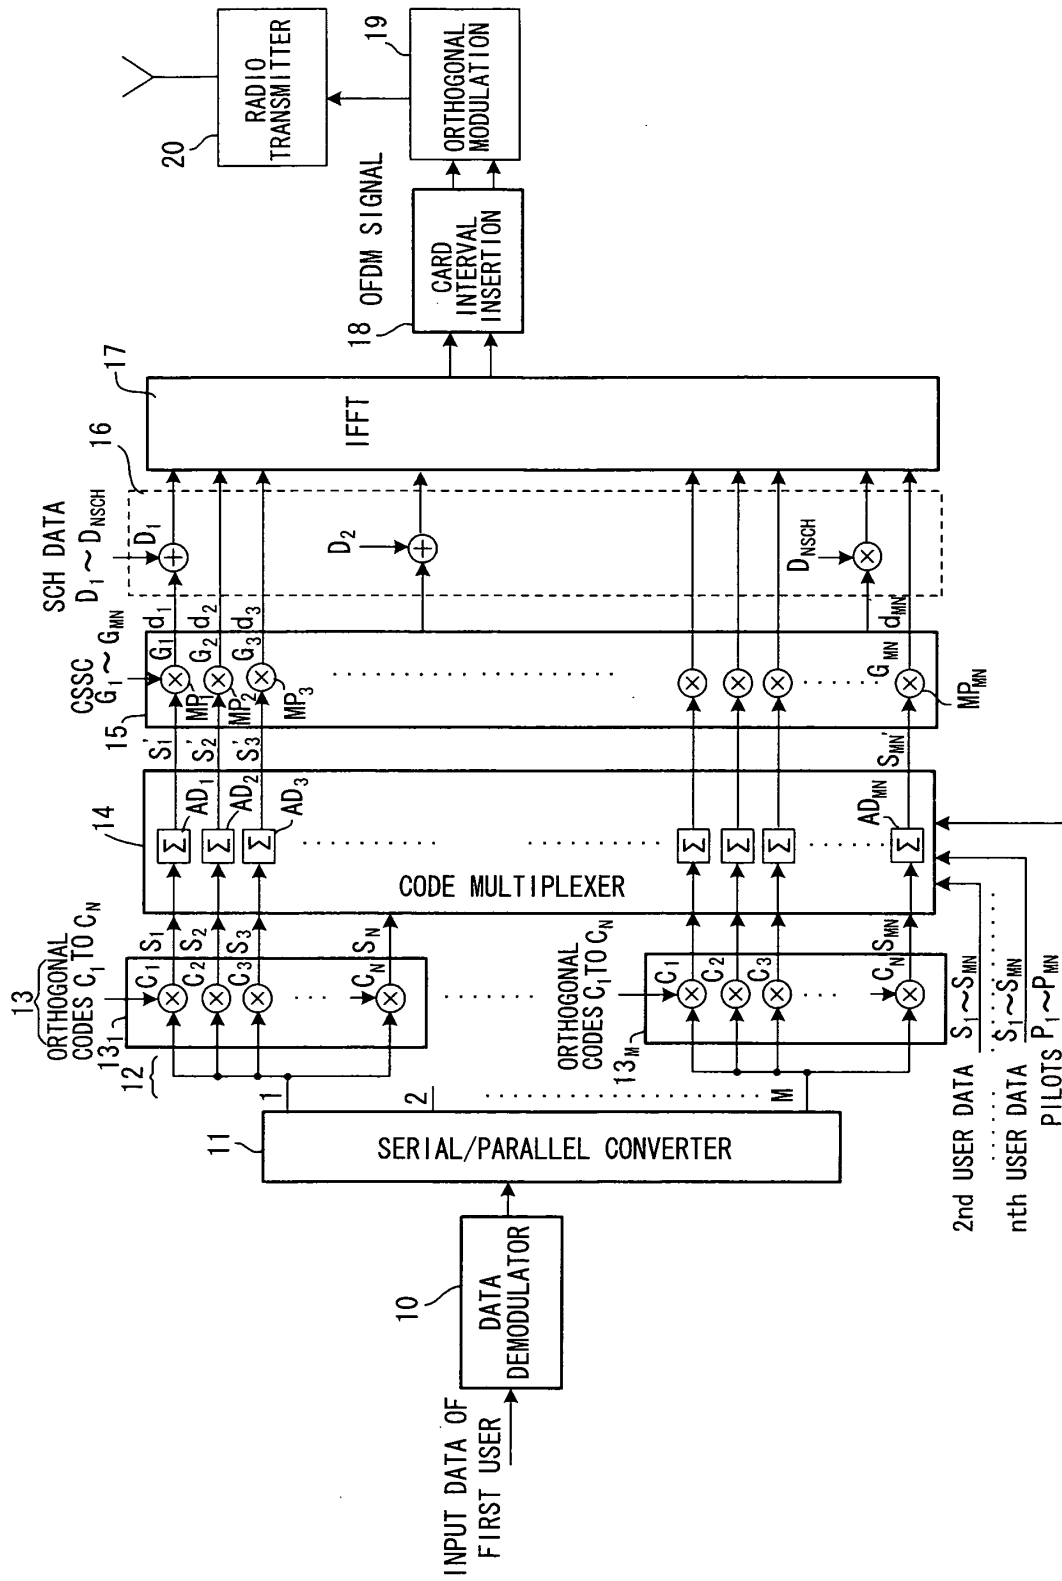 INPUT DATA OF
FIRST USER
10
DATA
DEMODULATOR
11
SERIAL/PARALLEL CONVERTER
1
2
M
12
13
ORTHOGONAL
CODES C1 TO CN
131
C1
C2
C3
CN
S1
S2
S3
SN
ORTHOGONAL
CODES C1 TO CN
13M
C1
C2
C3
CN
SMN
2nd USER DATA S1~SMN
nth USER DATA S1~SMN
PILOTS P1~PMN
14
CODE MULTIPLEXER
Σ AD1
Σ AD2
Σ AD3
Σ
Σ
Σ
Σ ADMN
S1'
S2'
S3'
SMN'
15
CSSC
G1~GMN
G1
G2
G3
GMN
MP1
MP2
MP3
MPMN
d1
d2
d3
dMN
SCH DATA
D1~DNSCH
D1
D2
DNSCH
16
17
IFFT
18
OFDM SIGNAL
CARD
INTERVAL
INSERTION
19
ORTHOGONAL
MODULATION
20
RADIO
TRANSMITTER